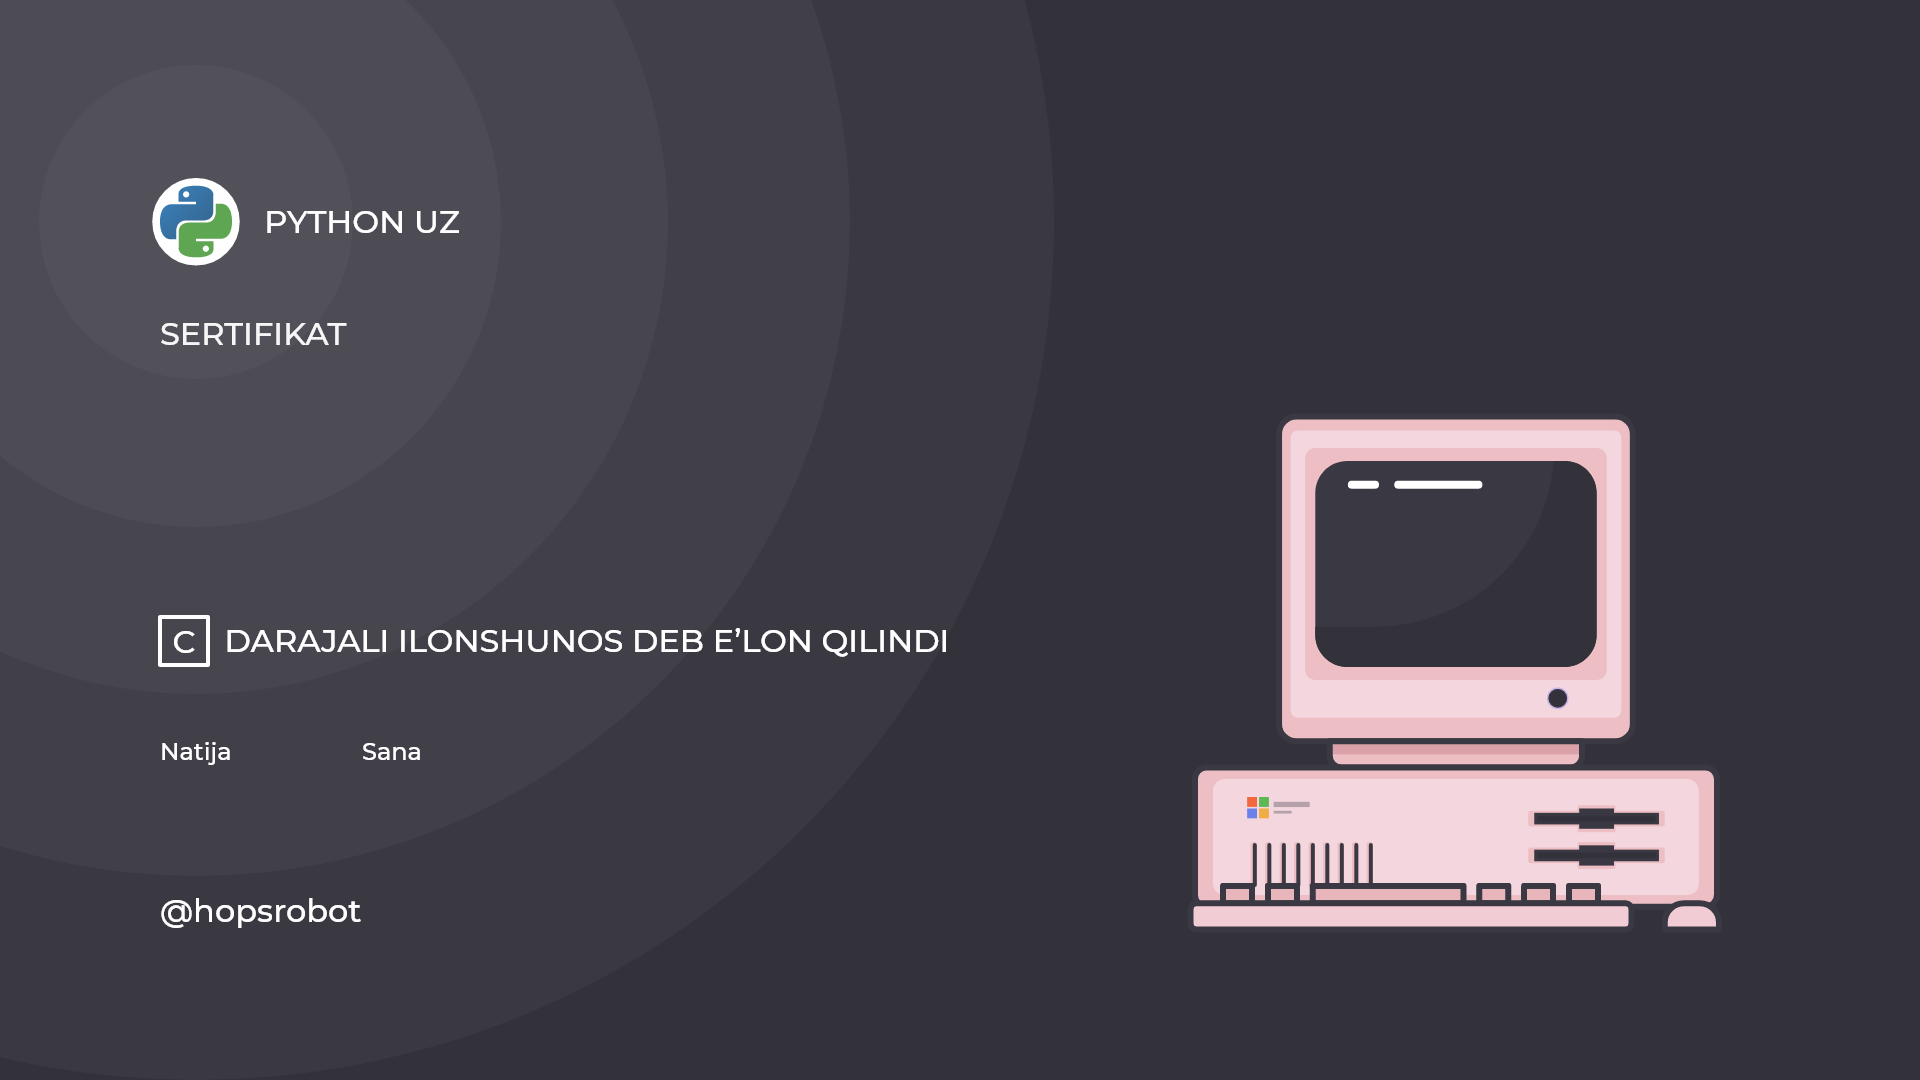 PYTHON UZ
SERTIFIKAT
C DARAJALI ILONSHUNOS DEB E’LON QILINDI
Natija Sana
@hopsrobot